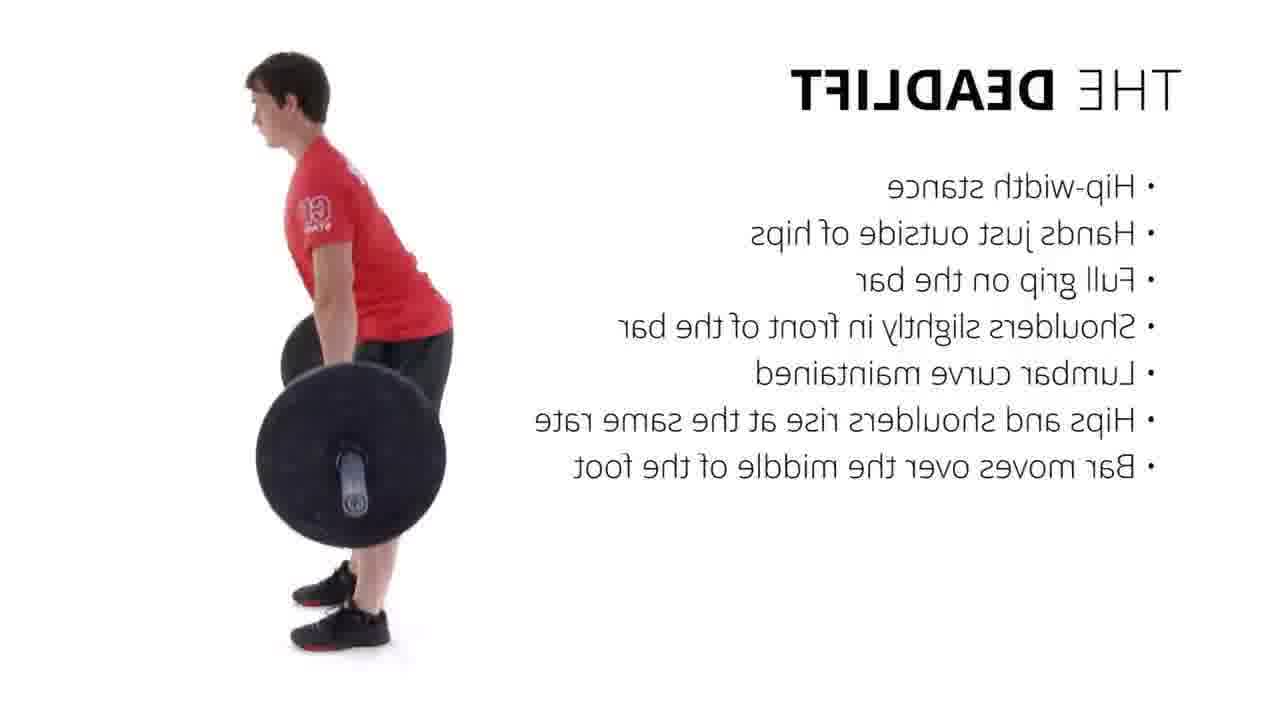 THE DEADLIFT
• Hip-width stance
• Hands just outside of hips
• Full grip on the bar
• Shoulders slightly in front of the bar
• Lumbar curve maintained
• Hips and shoulders rise at the same rate
• Bar moves over the middle of the foot